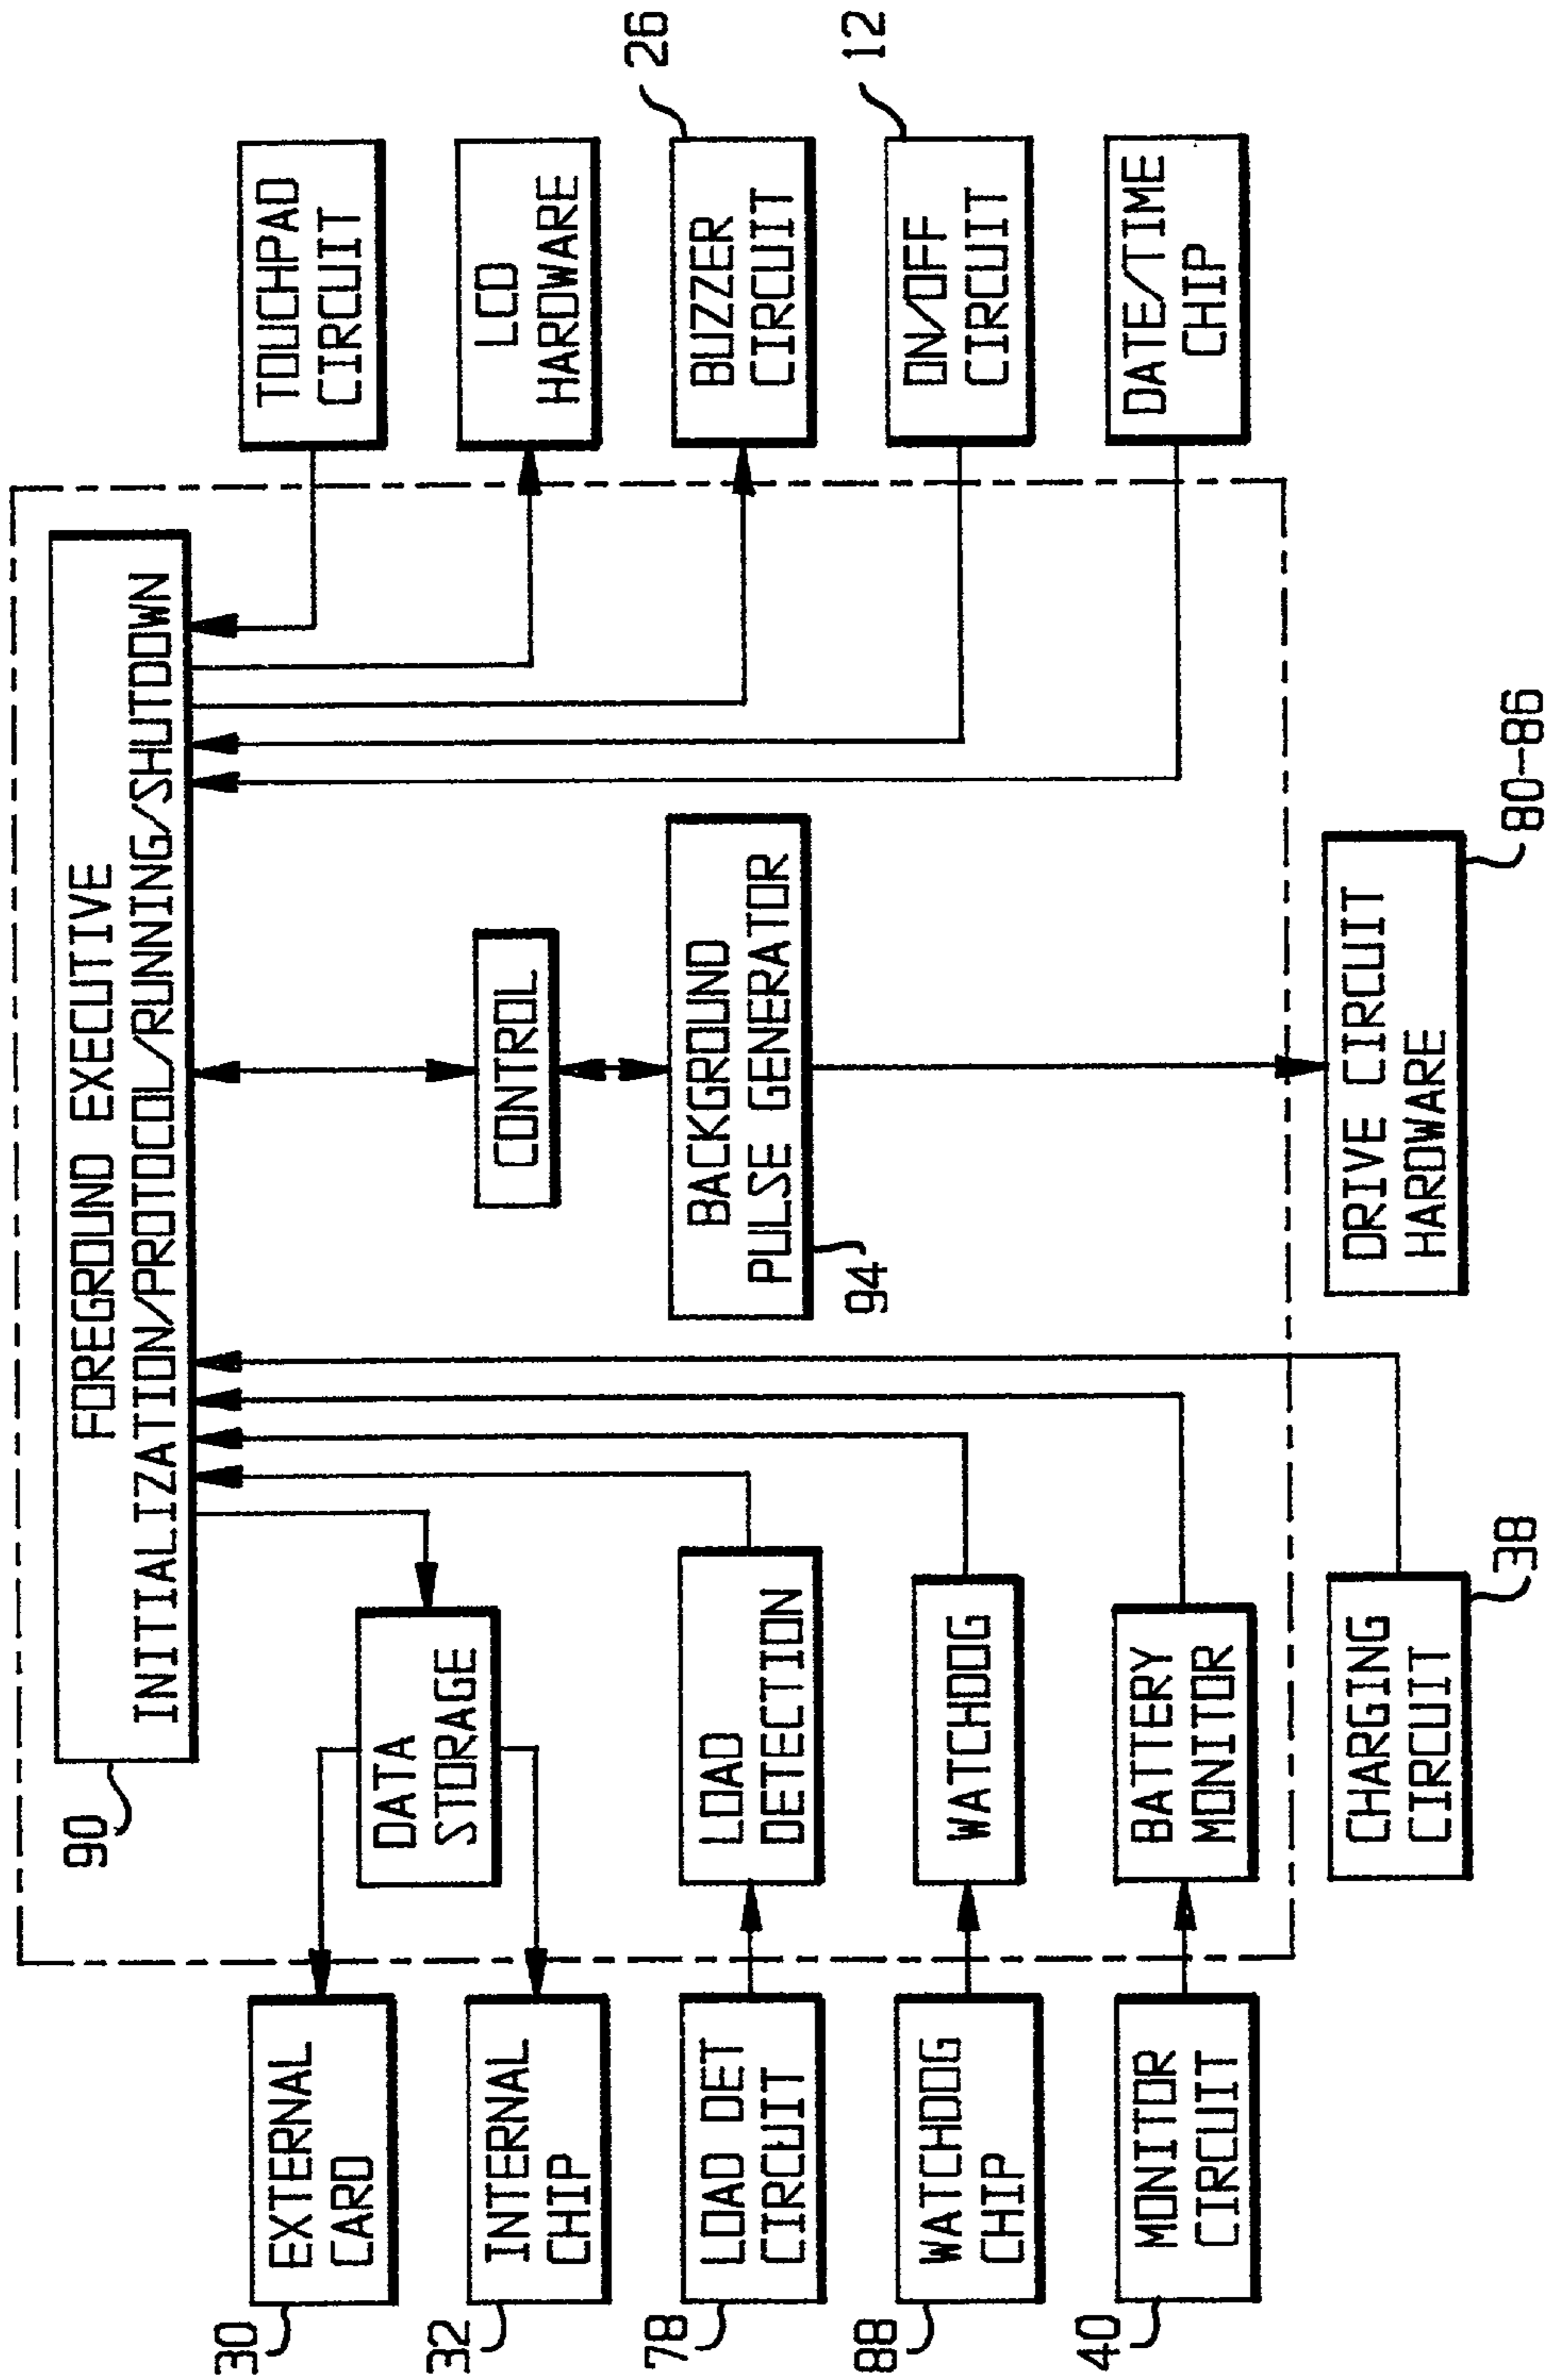 90
FOREGROUND EXECUTIVE
INITIALIZATION/PROTOCOL/RUNNING/SHUTDOWN
30
EXTERNAL
CARD
DATA
STORAGE
TOUCHPAD
CIRCUIT
32
INTERNAL
CHIP
CONTROL
LCD
HARDWARE
78
LOAD DET
CIRCUIT
LOAD
DETECTION
BACKGROUND
PULSE GENERATOR
94
BUZZER
CIRCUIT
26
88
WATCHDOG
CHIP
WATCHDOG
ON/OFF
CIRCUIT
12
40
MONITOR
CIRCUIT
BATTERY
MONITOR
DATE/TIME
CHIP
CHARGING
CIRCUIT
38
DRIVE CIRCUIT
HARDWARE
80-86